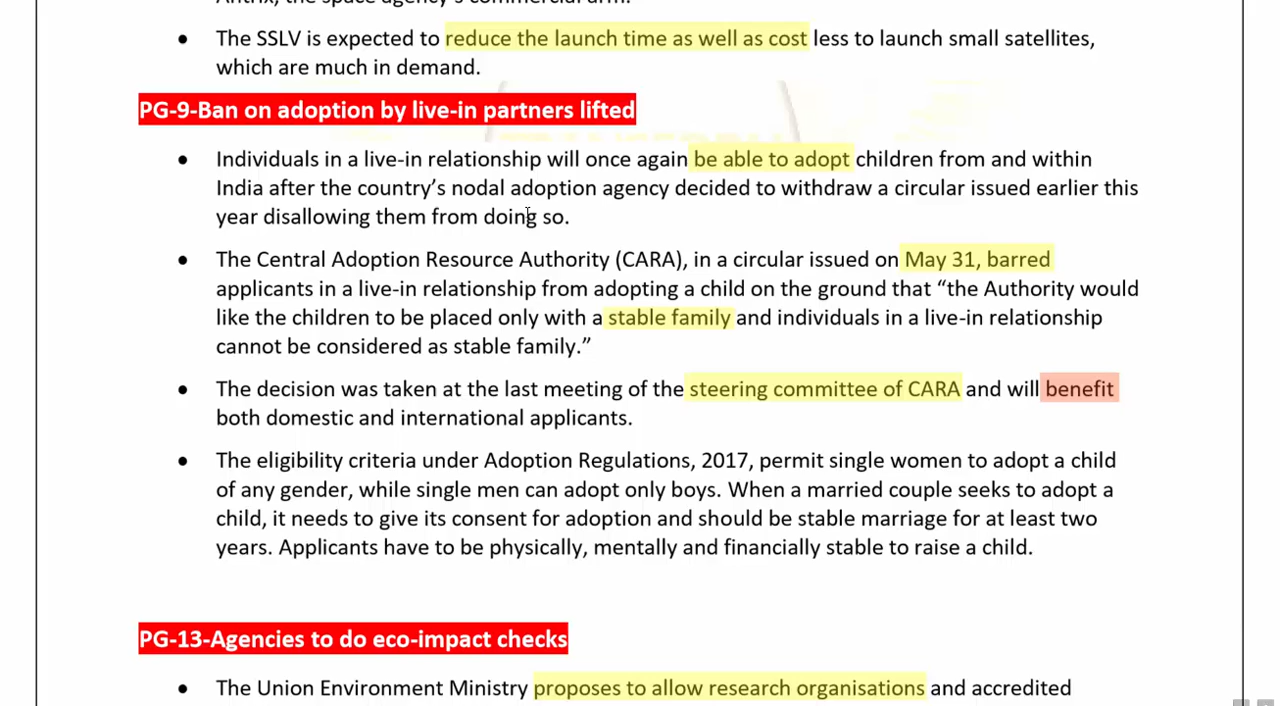 Antrix, the space agency's commercial arm.
• The SSLV is expected to reduce the launch time as well as cost less to launch small satellites,
which are much in demand.
PG-9-Ban on adoption by live-in partners lifted
• Individuals in a live-in relationship will once again be able to adopt children from and within
India after the country’s nodal adoption agency decided to withdraw a circular issued earlier this
year disallowing them from doing so.
• The Central Adoption Resource Authority (CARA), in a circular issued on May 31, barred
applicants in a live-in relationship from adopting a child on the ground that “the Authority would
like the children to be placed only with a stable family and individuals in a live-in relationship
cannot be considered as stable family.”
• The decision was taken at the last meeting of the steering committee of CARA and will benefit
both domestic and international applicants.
• The eligibility criteria under Adoption Regulations, 2017, permit single women to adopt a child
of any gender, while single men can adopt only boys. When a married couple seeks to adopt a
child, it needs to give its consent for adoption and should be stable marriage for at least two
years. Applicants have to be physically, mentally and financially stable to raise a child.
PG-13-Agencies to do eco-impact checks
• The Union Environment Ministry proposes to allow research organisations and accredited